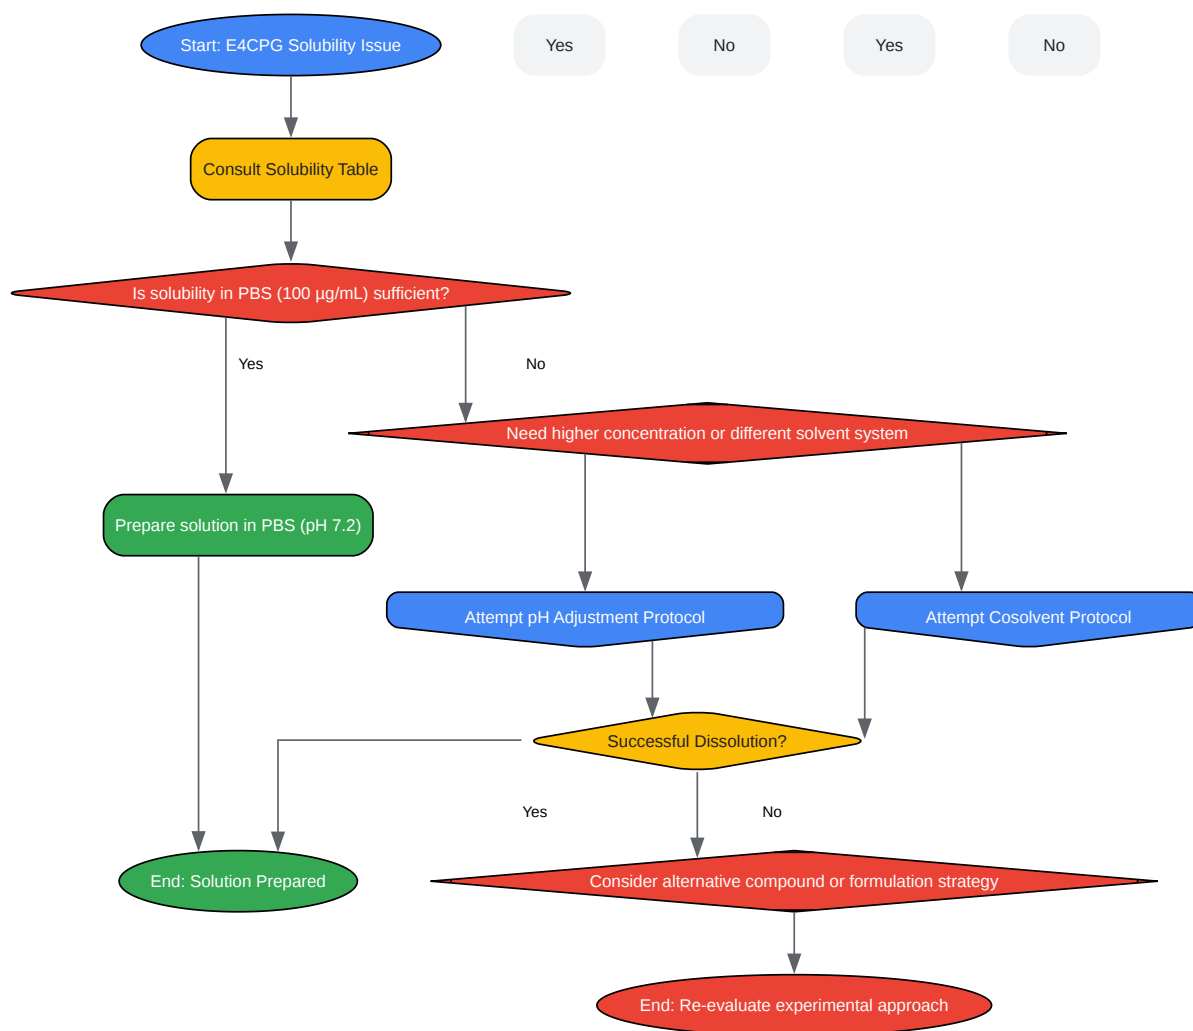 Start: E4CPG Solubility Issue
Yes
No
Yes
No
Consult Solubility Table
Is solubility in PBS (100 µg/mL) sufficient?
Yes
No
Need higher concentration or different solvent system
Prepare solution in PBS (pH 7.2)
Attempt pH Adjustment Protocol
Attempt Cosolvent Protocol
Successful Dissolution?
Yes
No
End: Solution Prepared
Consider alternative compound or formulation strategy
End: Re-evaluate experimental approach